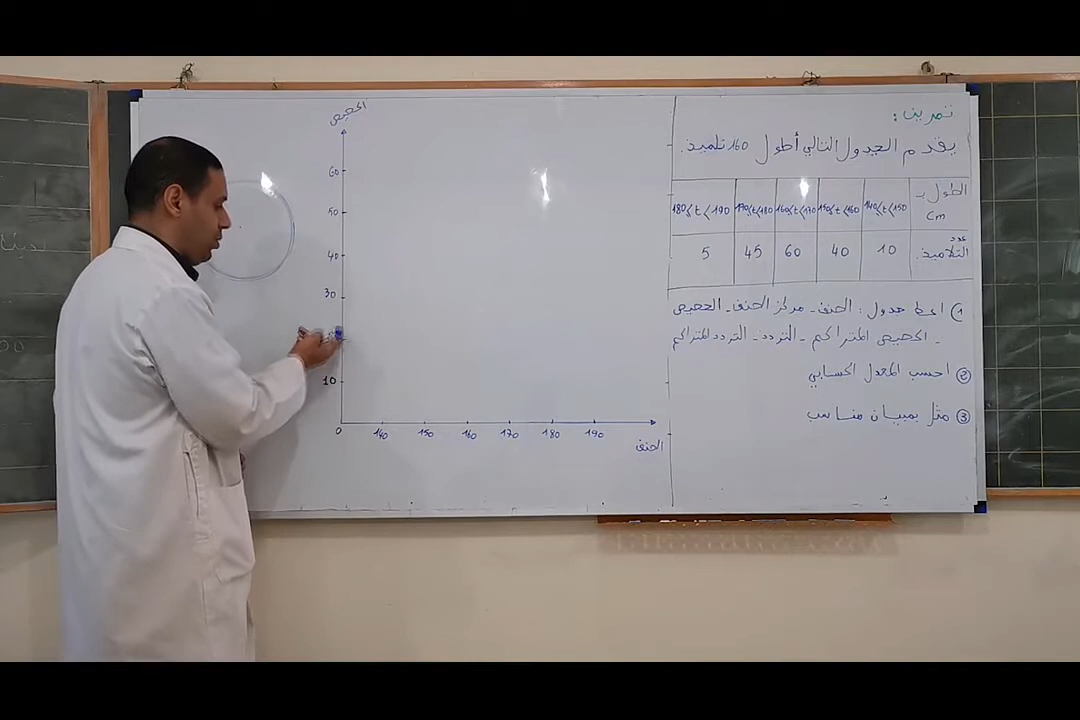 تمرين :
يقدم الجدول التالي أطول 160 تلميذ.
الطول بـ cm 140≤t<150 150≤t<160 160≤t<170 170≤t<180 180≤t<190
عدد التلاميذ. 10 40 60 45 5
1) اعط جدول : الصنف - مركز الصنف - الحصيص
- الحصيص المتراكم - التردد - التردد المتراكم
2 احسب المعدل الحسابي
3 مثل بمبيان مناسب
الحصيص
60
50
40
30
10
0 140 150 160 170 180 190
الصنف